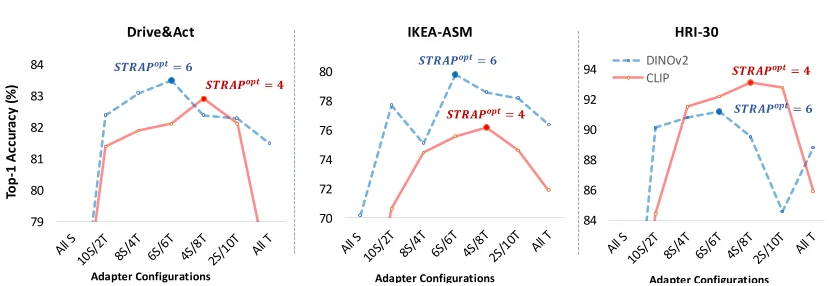 Drive&Act
IKEA-ASM
HRI-30
Top-1 Accuracy (%)
84
83
82
81
80
79
STRAP^opt = 6
STRAP^opt = 4
All S
10S/2T
8S/4T
6S/6T
4S/8T
2S/10T
All T
Adapter Configurations
80
78
76
74
72
70
STRAP^opt = 6
STRAP^opt = 4
All S
10S/2T
8S/4T
6S/6T
4S/8T
2S/10T
All T
Adapter Configurations
94
92
90
88
86
84
DINOv2
CLIP
STRAP^opt = 4
STRAP^opt = 6
All S
10S/2T
8S/4T
6S/6T
4S/8T
2S/10T
All T
Adapter Configurations